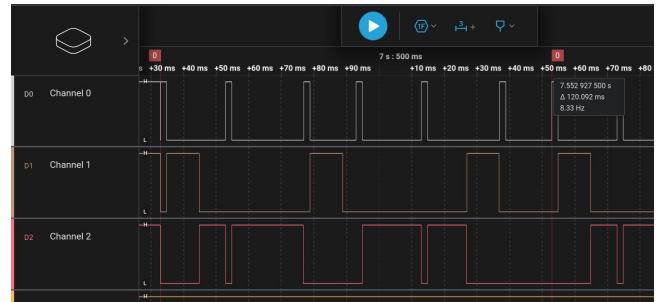 1F 3 +
0 7 s : 500 ms 0
s +30 ms +40 ms +50 ms +60 ms +70 ms +80 ms +90 ms +10 ms +20 ms +30 ms +40 ms +50 ms +60 ms +70 ms +80
D0 Channel 0
H
L
7.552 927 500 s
Δ 120.092 ms
8.33 Hz
D1 Channel 1
H
L
D2 Channel 2
H
L
H